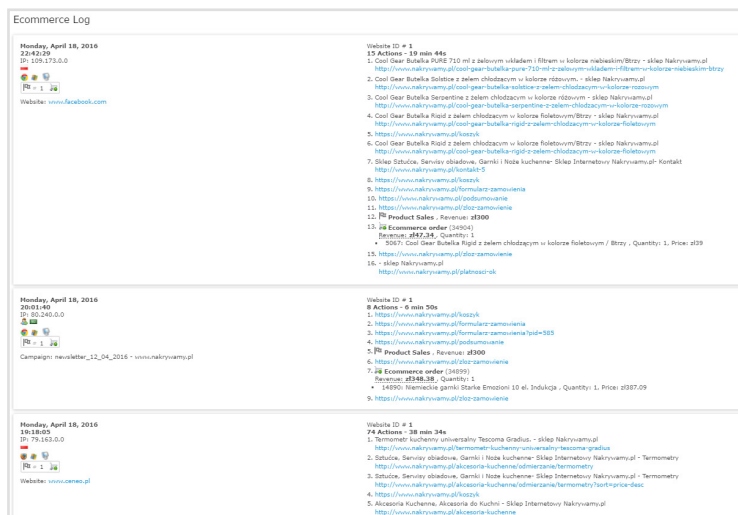 Ecommerce Log
Monday, April 18, 2016
22:42:29
IP: 109.173.0.0
= 1
Website: www.facebook.com
Website ID # 1
15 Actions - 19 min 44s
1. Cool Gear Butelka PURE 710 ml z żelowym wkładem i filtrem w kolorze niebieskim/Btrzy - sklep Nakrywamy.pl
http://www.nakrywamy.pl/cool-gear-butelka-pure-710-ml-z-zelowym-wkladem-i-filtrem-w-kolorze-niebieskim-btrzy
2. Cool Gear Butelka Solstice z żelem chłodzącym w kolorze różowym. - sklep Nakrywamy.pl
http://www.nakrywamy.pl/cool-gear-butelka-solstice-z-zelem-chlodzacym-w-kolorze-rozowym
3. Cool Gear Butelka Serpentine z żelem chłodzącym w kolorze różowym - sklep Nakrywamy.pl
http://www.nakrywamy.pl/cool-gear-butelka-serpentine-z-zelem-chlodzacym-w-kolorze-rozowym
4. Cool Gear Butelka Rigid z żelem chłodzącym w kolorze fioletowym/Btrzy - sklep Nakrywamy.pl
http://www.nakrywamy.pl/cool-gear-butelka-rigid-z-zelem-chlodzacym-w-kolorze-fioletowym
5. https://www.nakrywamy.pl/koszyk
6. Cool Gear Butelka Rigid z żelem chłodzącym w kolorze fioletowym/Btrzy - sklep Nakrywamy.pl
http://www.nakrywamy.pl/cool-gear-butelka-rigid-z-zelem-chlodzacym-w-kolorze-fioletowym
7. Sklep Sztućce, Serwisy obiadowe, Garnki i Noże kuchenne- Sklep Internetowy Nakrywamy.pl- Kontakt
http://www.nakrywamy.pl/kontakt-5
8. https://www.nakrywamy.pl/koszyk
9. https://www.nakrywamy.pl/formularz-zamowienia
10. https://www.nakrywamy.pl/podsumowanie
11. https://www.nakrywamy.pl/zloz-zamowienie
12. Product Sales , Revenue: zł300
13. Ecommerce order (34904)
Revenue: zł47.34 , Quantity: 1
• 5067: Cool Gear Butelka Rigid z żelem chłodzącym w kolorze fioletowym / Btrzy , Quantity: 1, Price: zł39
15. https://www.nakrywamy.pl/zloz-zamowienie
16. - sklep Nakrywamy.pl
http://www.nakrywamy.pl/platnosci-ok
Monday, April 18, 2016
20:01:40
IP: 80.240.0.0
= 1
Campaign: newsletter_12_04_2016 - www.nakrywamy.pl
Website ID # 1
8 Actions - 6 min 50s
1. https://www.nakrywamy.pl/koszyk
2. https://www.nakrywamy.pl/formularz-zamowienia
3. https://www.nakrywamy.pl/formularz-zamowienia?pid=985
4. https://www.nakrywamy.pl/podsumowanie
5. Product Sales , Revenue: zł300
6. https://www.nakrywamy.pl/zloz-zamowienie
7. Ecommerce order (34899)
Revenue: zł348.38 , Quantity: 1
• 14890: Niemieckie garnki Starke Emozioni 10 el. Indukcja , Quantity: 1, Price: zł387.09
9. https://www.nakrywamy.pl/zloz-zamowienie
Monday, April 18, 2016
19:18:05
IP: 79.163.0.0
= 1
Website: www.ceneo.pl
Website ID # 1
74 Actions - 38 min 34s
1. Termometr kuchenny uniwersalny Tescoma Gradius. - sklep Nakrywamy.pl
http://www.nakrywamy.pl/termometr-kuchenny-uniwersalny-tescoma-gradius
2. Sztućce, Serwisy obiadowe, Garnki i Noże kuchenne- Sklep Internetowy Nakrywamy.pl - Termometry
http://www.nakrywamy.pl/akcesoria-kuchenne/odmierzanie/termometry
3. Sztućce, Serwisy obiadowe, Garnki i Noże kuchenne- Sklep Internetowy Nakrywamy.pl - Termometry
http://www.nakrywamy.pl/akcesoria-kuchenne/odmierzanie/termometry?sort=price-desc
4. https://www.nakrywamy.pl/koszyk
5. Akcesoria Kuchenne, Akcesoria do Kuchni - Sklep Internetowy Nakrywamy.pl
http://www.nakrywamy.pl/akcesoria-kuchenne